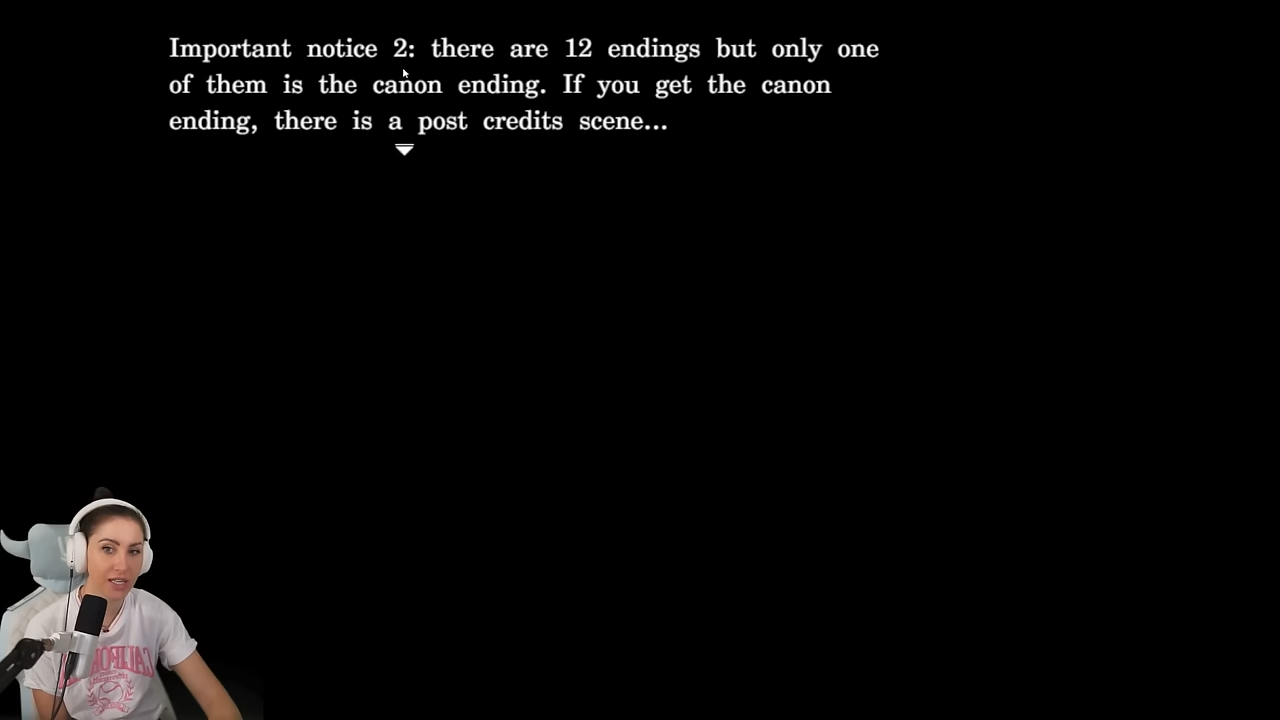 Important notice 2: there are 12 endings but only one
of them is the canon ending. If you get the canon
ending, there is a post credits scene...